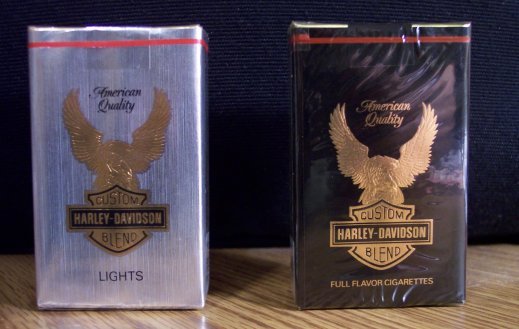 American
Quality
CUSTOM
HARLEY-DAVIDSON
BLEND
LIGHTS
American
Quality
CUSTOM
HARLEY-DAVIDSON
BLEND
FULL FLAVOR CIGARETTES